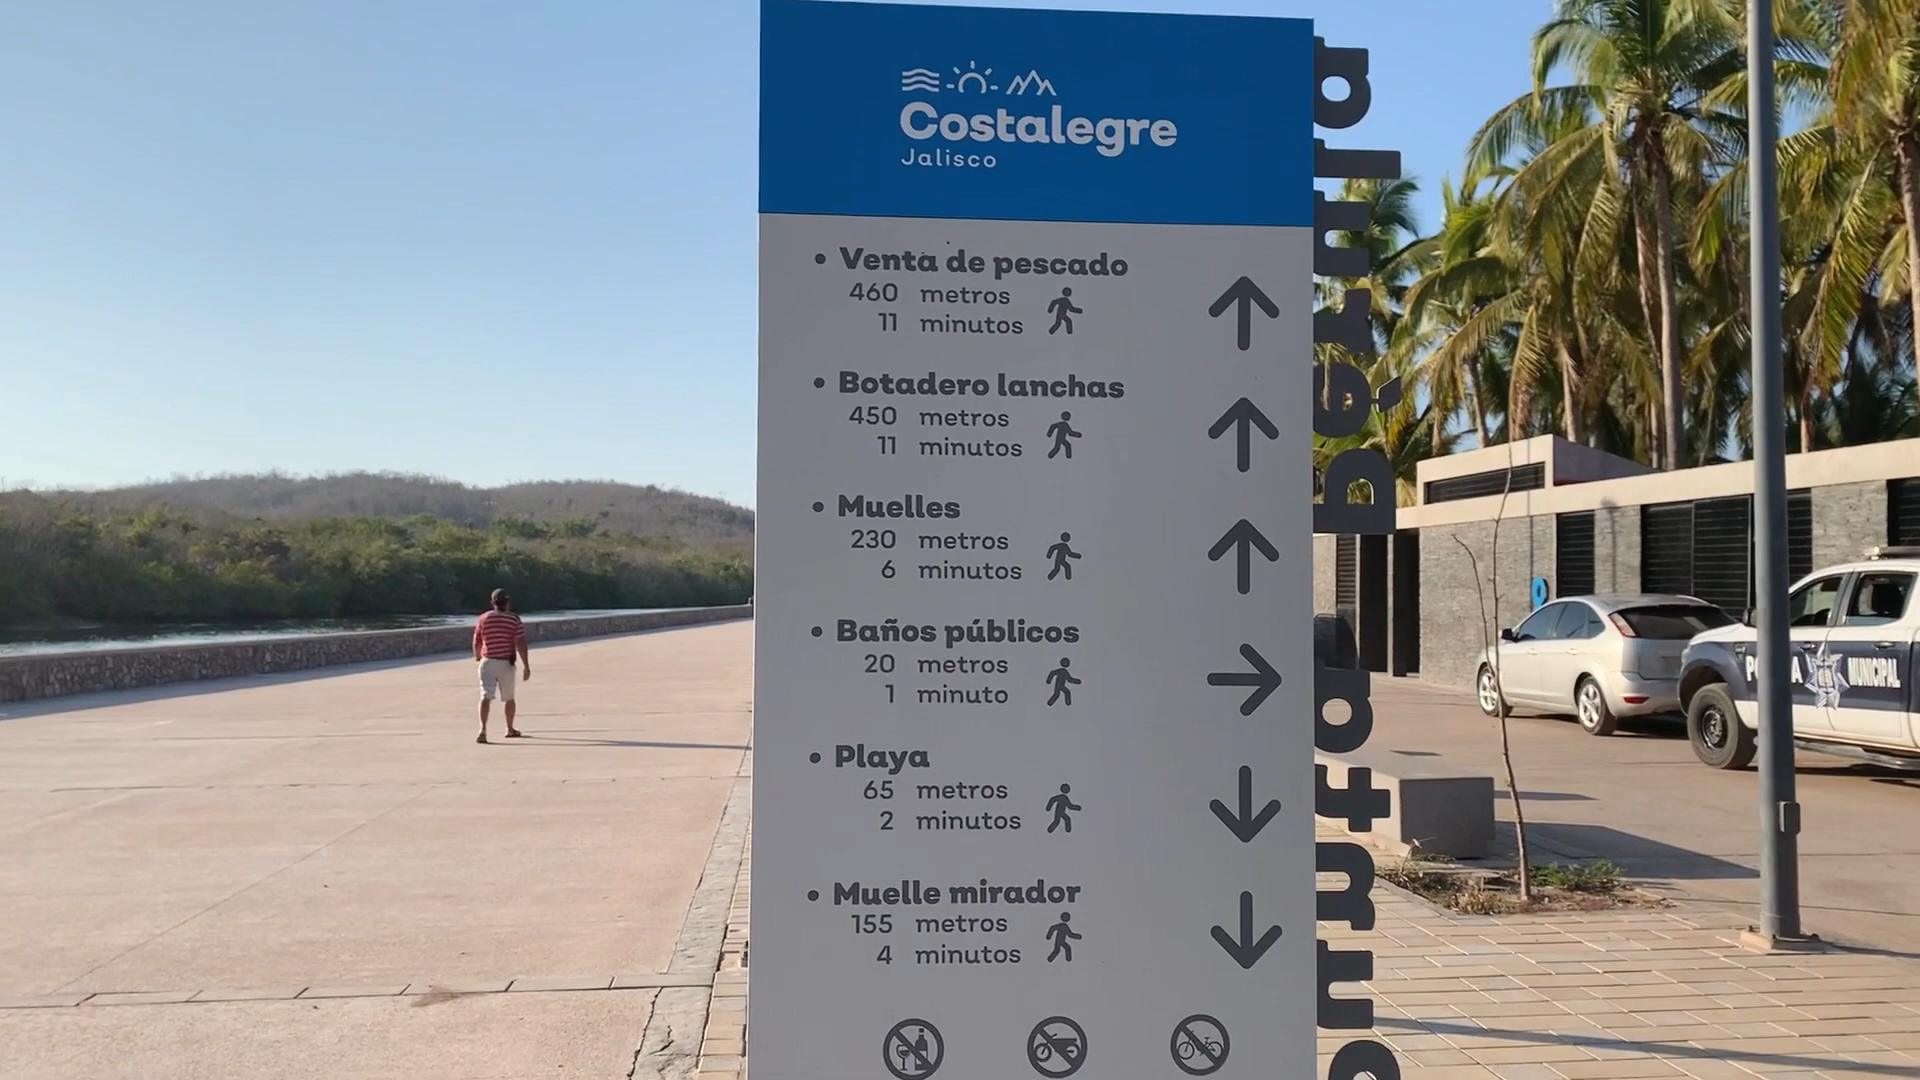 Costalegre
Jalisco
• Venta de pescado
460 metros
11 minutos
• Botadero lanchas
450 metros
11 minutos
• Muelles
230 metros
6 minutos
• Baños públicos
20 metros
1 minuto
• Playa
65 metros
2 minutos
• Muelle mirador
155 metros
4 minutos
Punta Pérula
MUNICIPAL